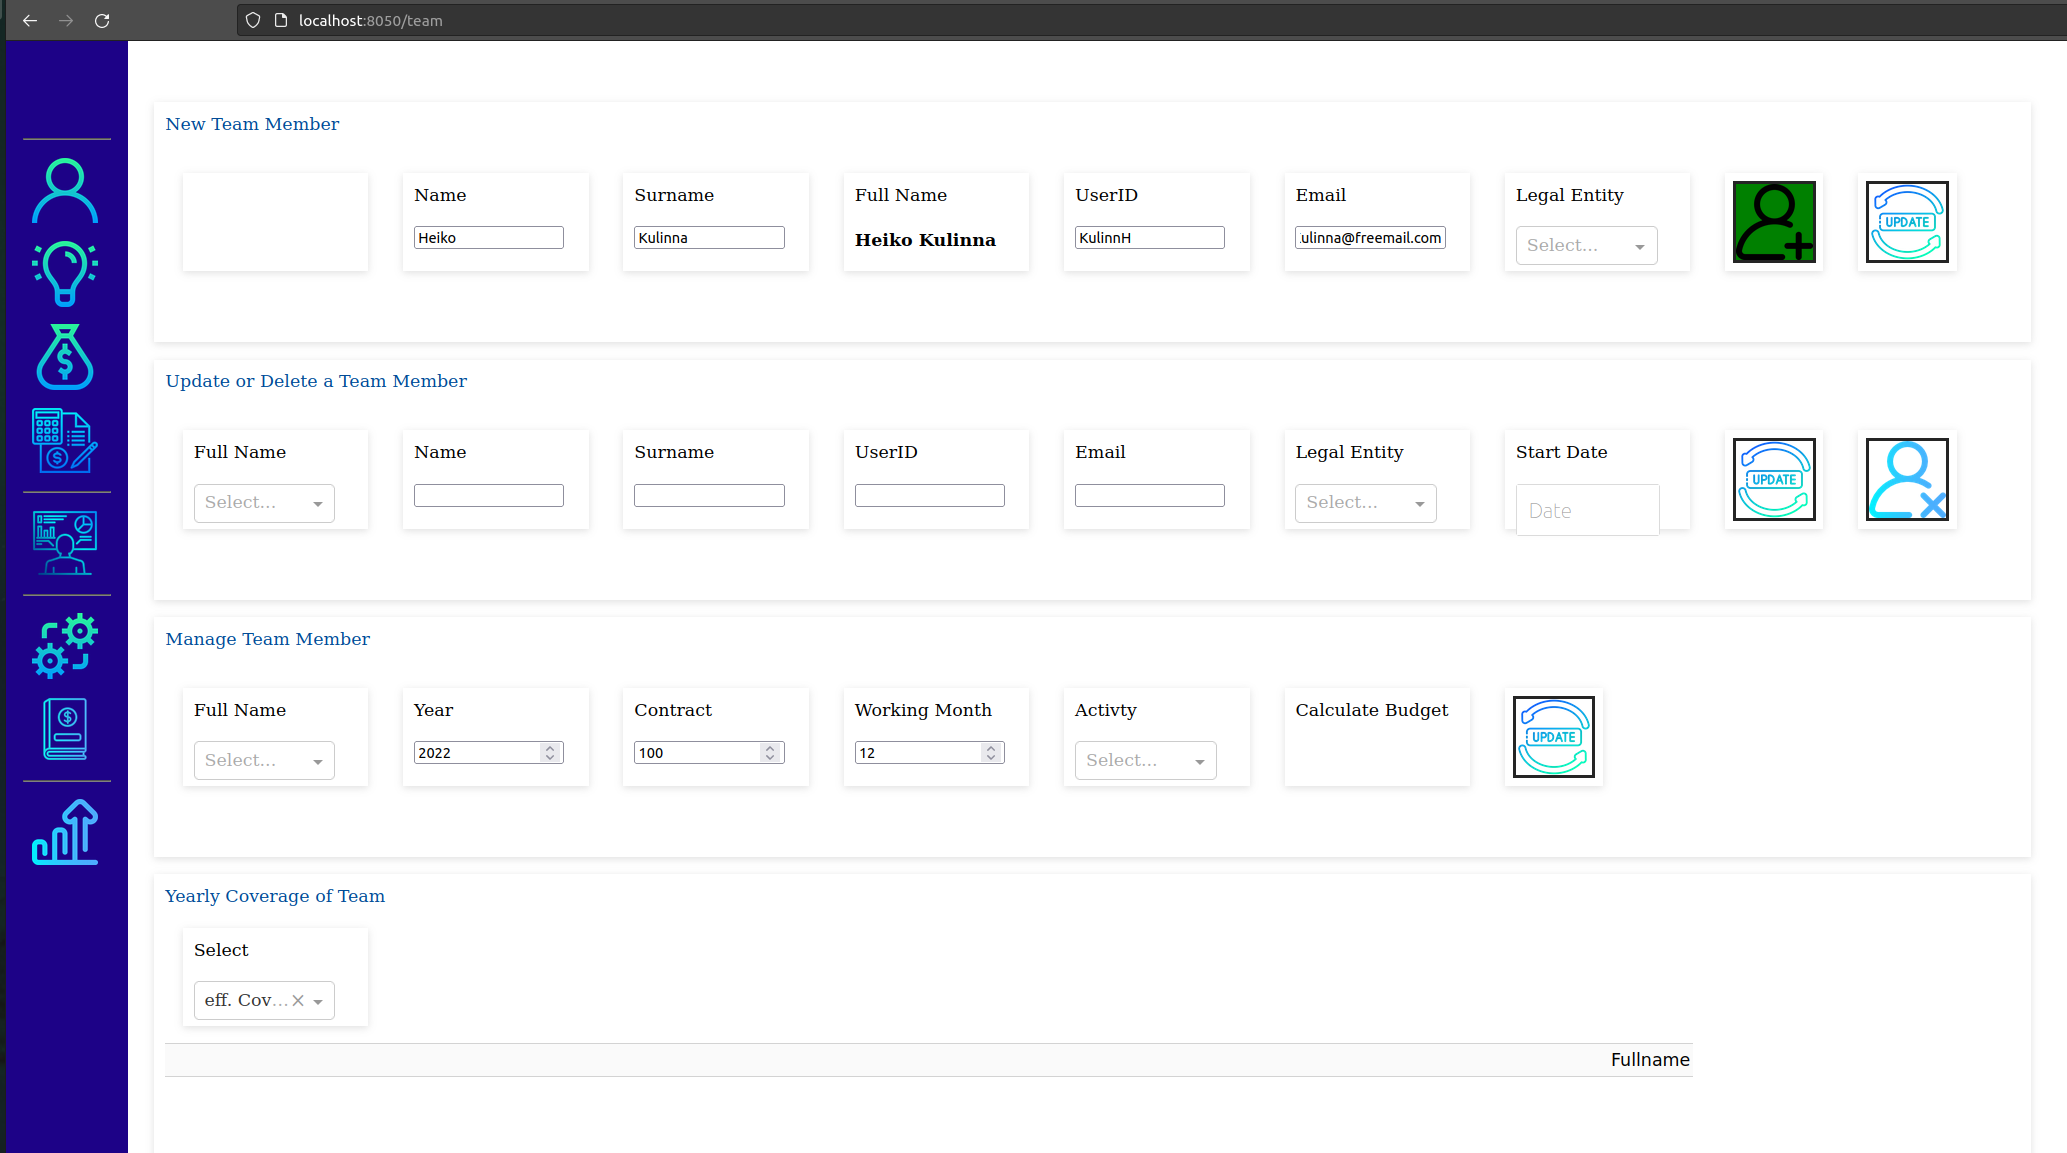 localhost:8050/team
New Team Member
Name
Surname
Full Name
UserID
Email
Legal Entity
Heiko
Kulinna
Heiko Kulinna
KulinnH
ulinna@freemail.com
Select...
UPDATE
Update or Delete a Team Member
Full Name
Name
Surname
UserID
Email
Legal Entity
Start Date
Select...
Select...
Date
UPDATE
Manage Team Member
Full Name
Year
Contract
Working Month
Activty
Calculate Budget
Select...
2022
100
12
Select...
UPDATE
Yearly Coverage of Team
Select
eff. Cov...
Fullname